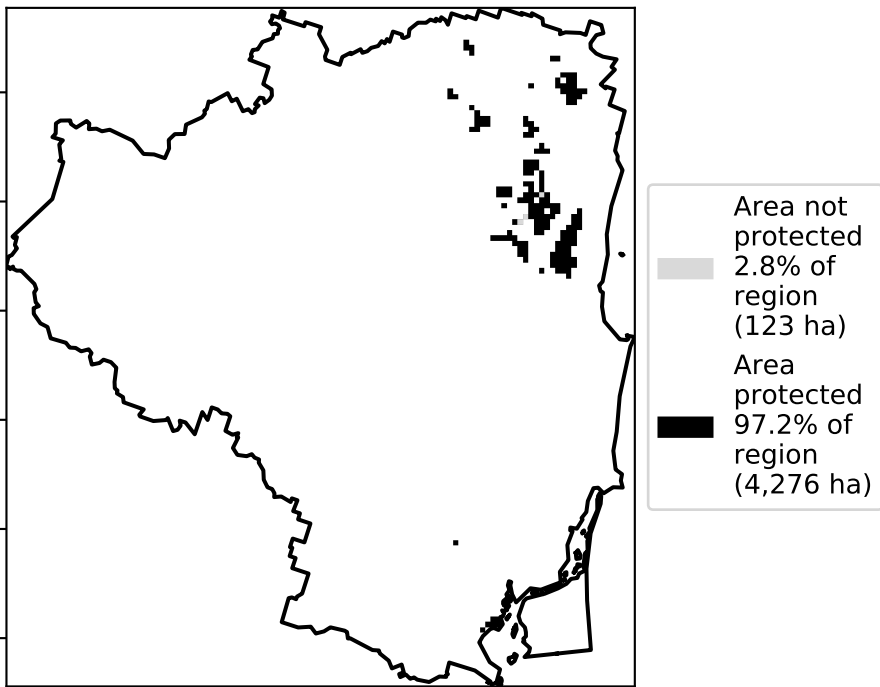 Area not
protected
2.8% of
region
(123 ha)
Area
protected
97.2% of
region
(4,276 ha)